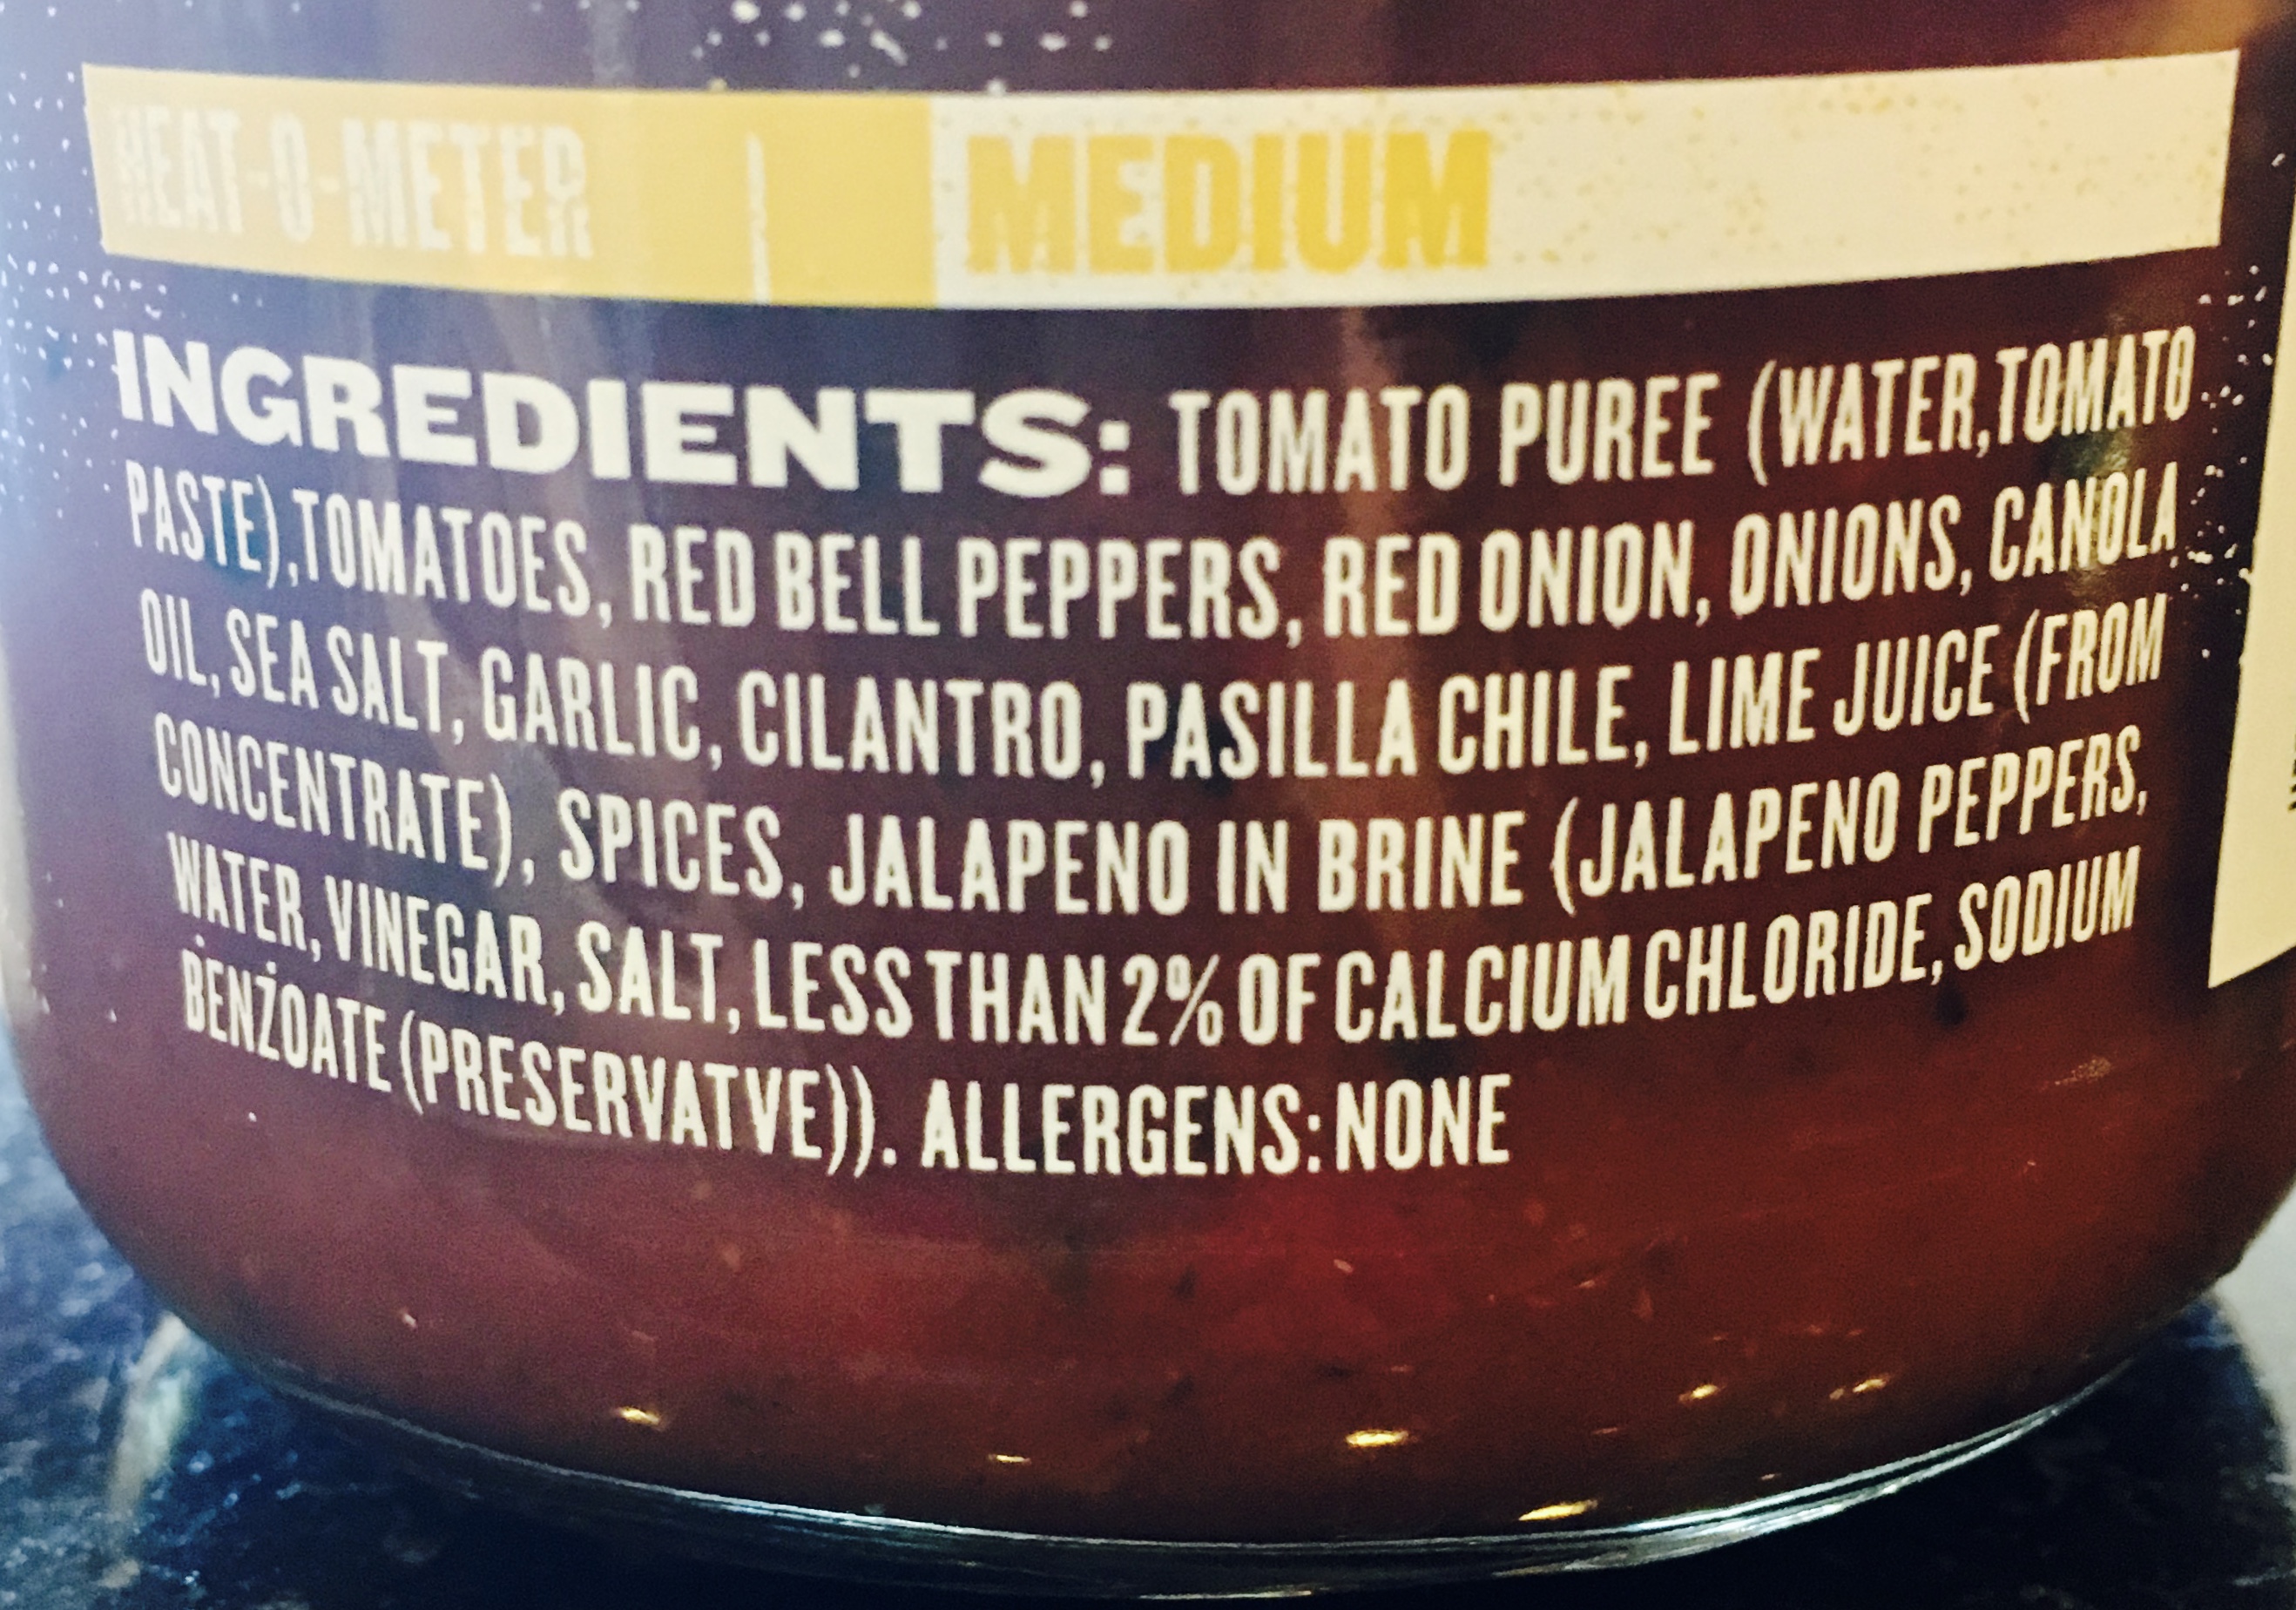 HEAT-O-METER MEDIUM
INGREDIENTS: TOMATO PUREE (WATER,TOMATO
PASTE),TOMATOES, RED BELL PEPPERS, RED ONION, ONIONS, CANOLA
OIL, SEA SALT, GARLIC, CILANTRO, PASILLA CHILE, LIME JUICE (FROM
CONCENTRATE), SPICES, JALAPENO IN BRINE (JALAPENO PEPPERS,
WATER, VINEGAR, SALT, LESS THAN 2% OF CALCIUM CHLORIDE, SODIUM
BENZOATE (PRESERVATVE)). ALLERGENS:NONE